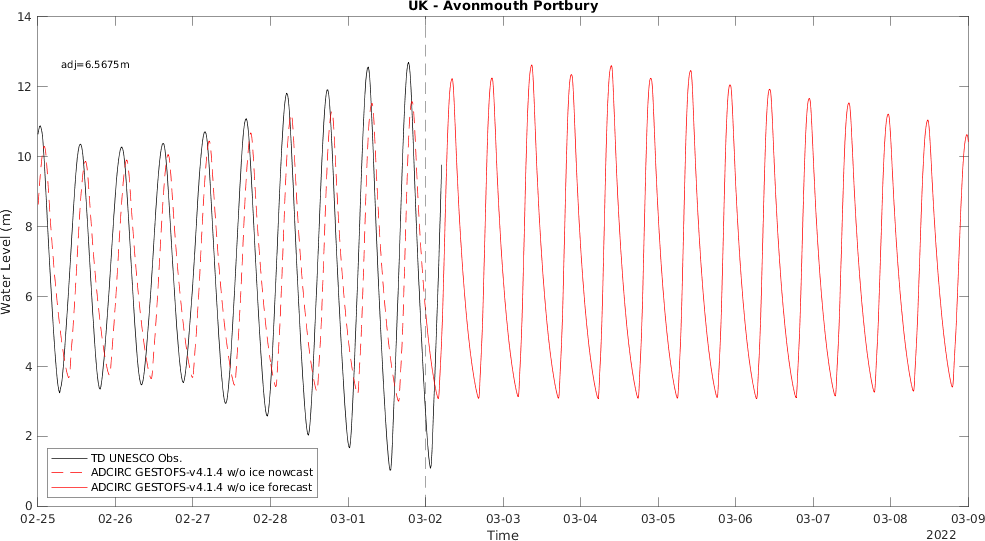 UK - Avonmouth Portbury
adj=6.5675m
Water Level (m)
14
12
10
8
6
4
2
0
TD UNESCO Obs.
ADCIRC GESTOFS-v4.1.4 w/o ice nowcast
ADCIRC GESTOFS-v4.1.4 w/o ice forecast
02-25 02-26 02-27 02-28 03-01 03-02 03-03 03-04 03-05 03-06 03-07 03-08 03-09
Time
2022